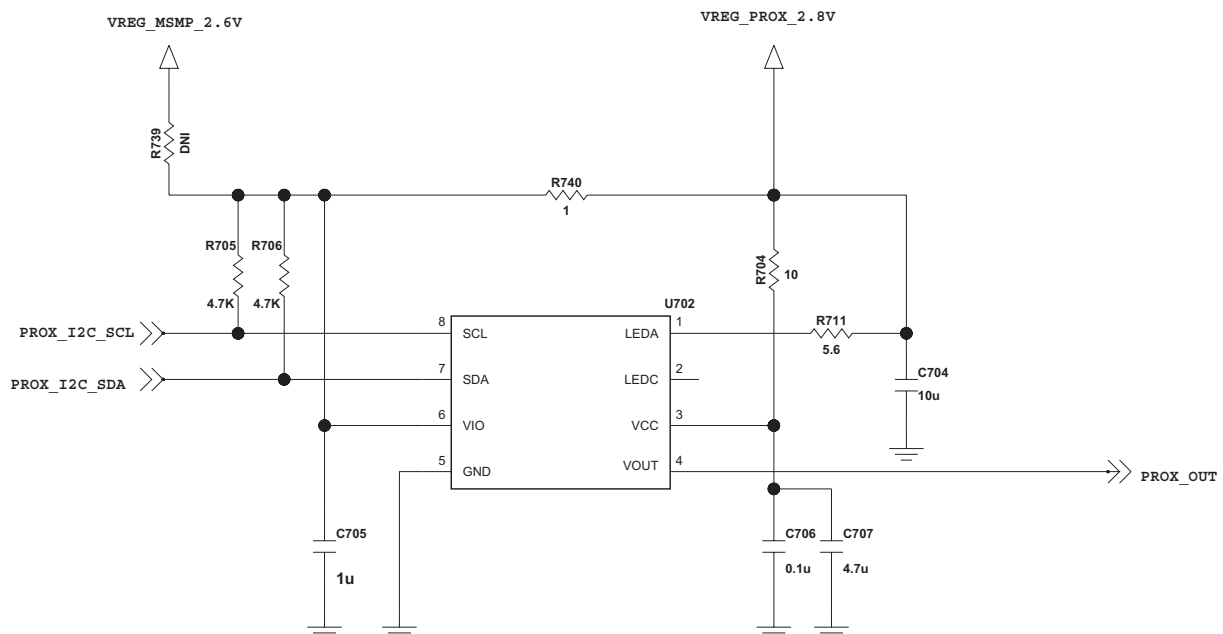 VREG_MSMP_2.6V
VREG_PROX_2.8V
R739
DNI
R740
1
R705
4.7K
R706
4.7K
R704
10
U702
PROX_I2C_SCL
8
SCL
LEDA
1
R711
5.6
PROX_I2C_SDA
7
SDA
LEDC
2
C704
10u
6
VIO
VCC
3
5
GND
VOUT
4
PROX_OUT
C705
1u
C706
0.1u
C707
4.7u